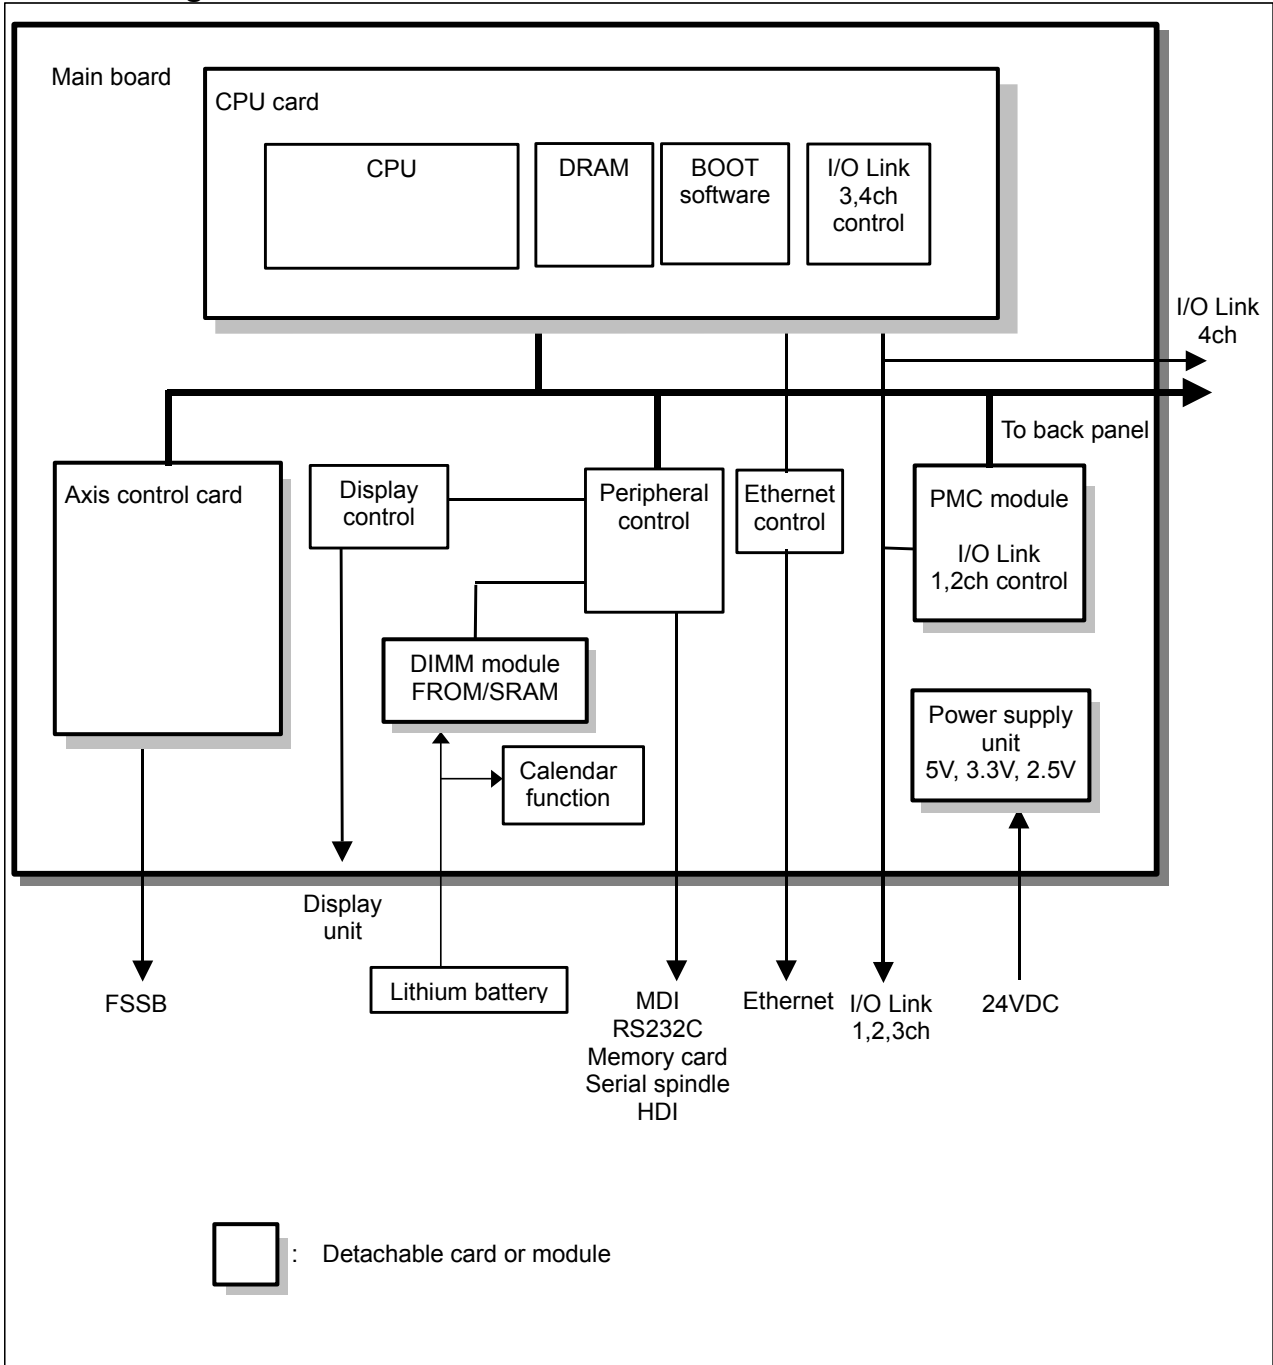 Main board
CPU card
CPU
DRAM
BOOT
software
I/O Link
3,4ch
control
I/O Link
4ch
To back panel
Axis control card
Display
control
Peripheral
control
Ethernet
control
PMC module
I/O Link
1,2ch control
DIMM module
FROM/SRAM
Power supply
unit
5V, 3.3V, 2.5V
Calendar
function
Display
unit
Lithium battery
FSSB
MDI
RS232C
Memory card
Serial spindle
HDI
Ethernet
I/O Link
1,2,3ch
24VDC
: Detachable card or module